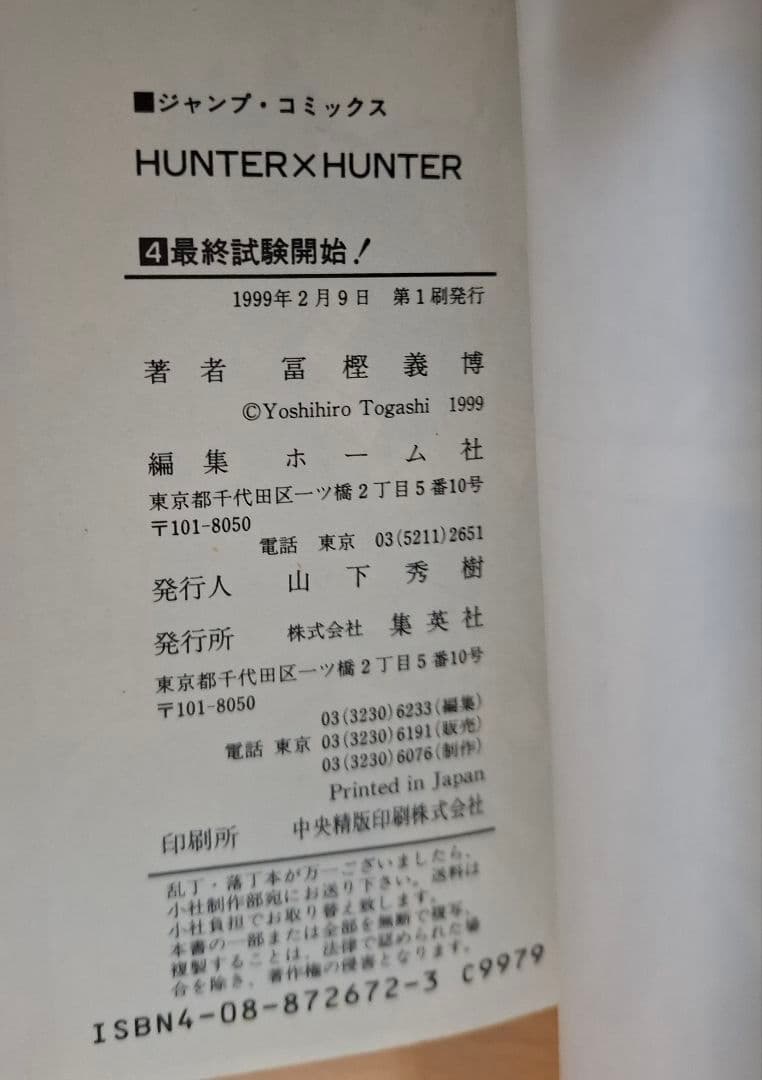 ■ジャンプ・コミックス
HUNTER×HUNTER
4最終試験開始!
1999年2月9日 第1刷発行
著者 冨樫義博
©Yoshihiro Togashi 1999
編集 ホーム社
東京都千代田区一ツ橋2丁目5番10号
〒101-8050
電話 東京 03(5211)2651
発行人 山下秀樹
発行所 株式会社 集英社
東京都千代田区一ツ橋2丁目5番10号
〒101-8050
03(3230)6233(編集)
電話 東京 03(3230)6191(販売)
03(3230)6076(制作)
Printed in Japan
印刷所 中央精版印刷株式会社
乱丁・落丁本が万一ございましたら、
小社制作部宛にお送り下さい。送料は
小社負担でお取り替え致します。
本書の一部または全部を無断で複写、
複製することは、法律で認められた場
合を除き、著作権の侵害となります。
ISBN4-08-872672-3 C9979